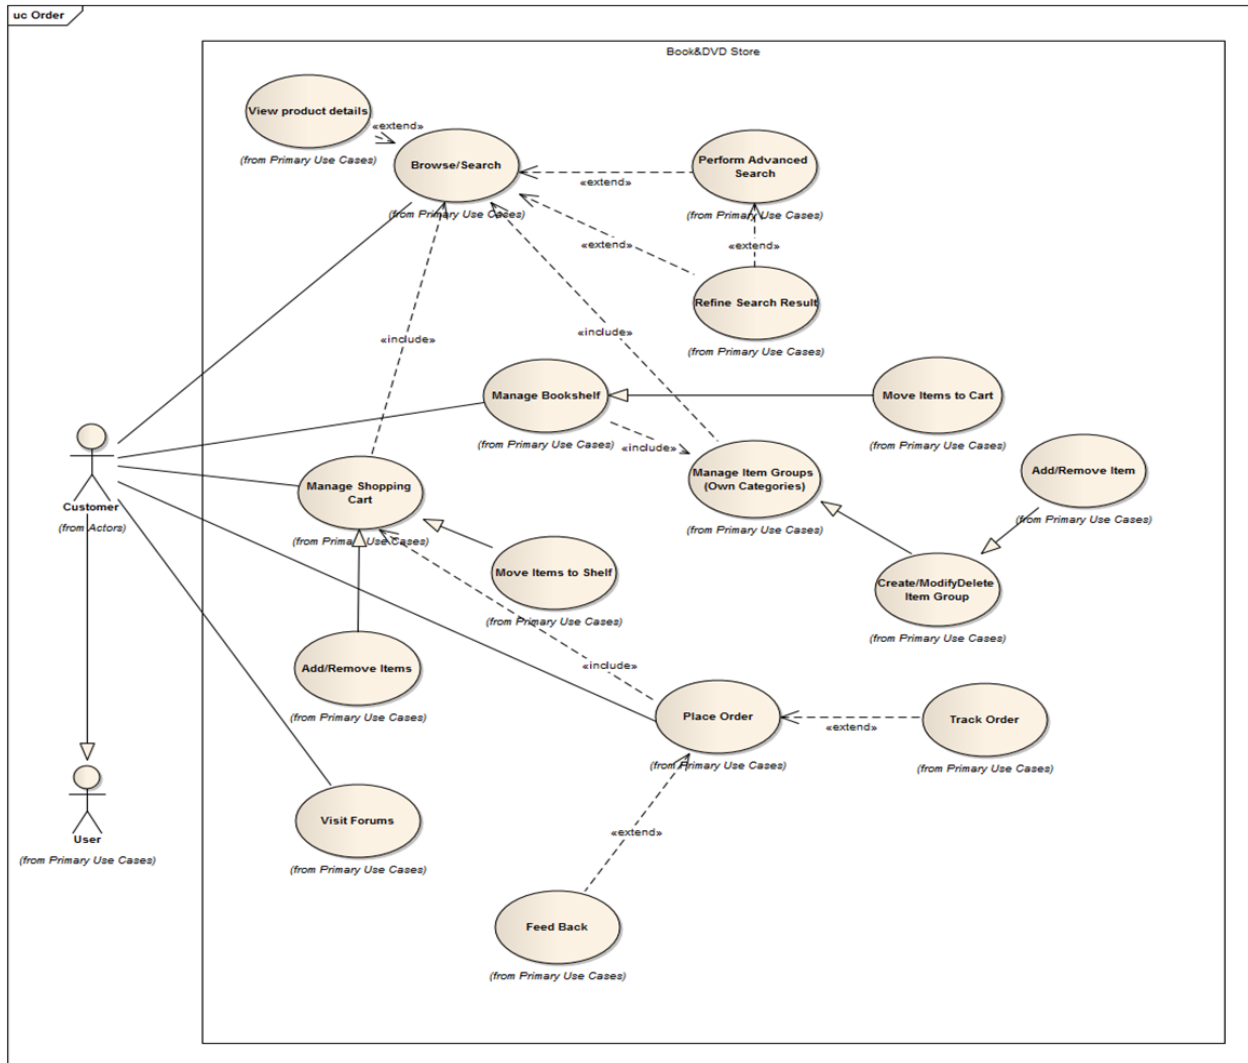 uc Order
Book&DVD Store
View product details
(from Primary Use Cases)
«extend»
Browse/Search
(from Primary Use Cases)
Perform Advanced
Search
(from Primary Use Cases)
«extend»
«extend»
«extend»
Refine Search Result
(from Primary Use Cases)
«include»
«include»
Manage Bookshelf
(from Primary Use Cases)
Move Items to Cart
(from Primary Use Cases)
«include»
Manage Item Groups
(Own Categories)
(from Primary Use Cases)
Add/Remove Item
(from Primary Use Cases)
Customer
(from Actors)
Manage Shopping
Cart
(from Primary Use Cases)
Move Items to Shelf
(from Primary Use Cases)
Create/ModifyDelete
Item Group
(from Primary Use Cases)
Add/Remove Items
(from Primary Use Cases)
«include»
Place Order
(from Primary Use Cases)
«extend»
Track Order
(from Primary Use Cases)
User
(from Primary Use Cases)
Visit Forums
(from Primary Use Cases)
«extend»
Feed Back
(from Primary Use Cases)